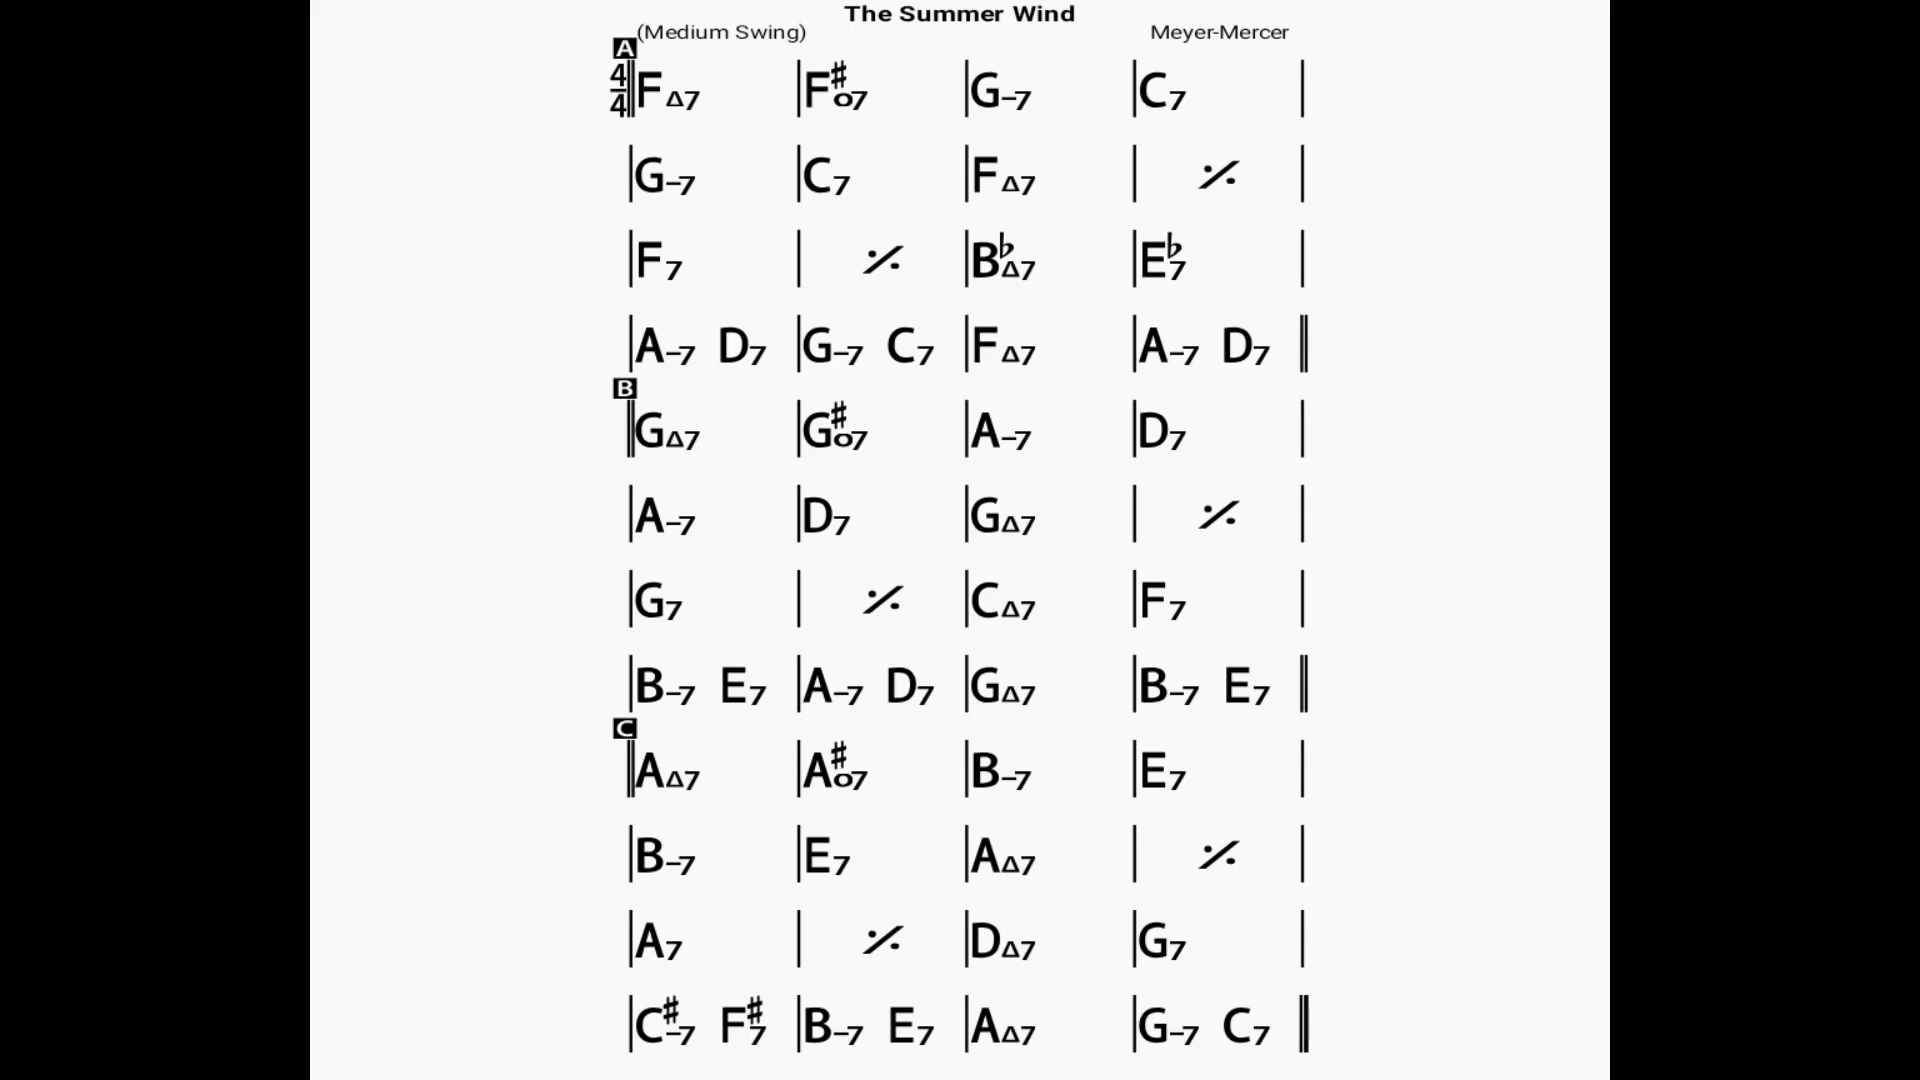 The Summer Wind
(Medium Swing) Meyer-Mercer
A
4/4 FΔ7 | F♯o7 | G–7 | C7 |
| G–7 | C7 | FΔ7 | 𝄎 |
| F7 | 𝄎 | B♭Δ7 | E♭7 |
| A–7 D7 | G–7 C7 | FΔ7 | A–7 D7 ||
B
|| GΔ7 | G♯o7 | A–7 | D7 |
| A–7 | D7 | GΔ7 | 𝄎 |
| G7 | 𝄎 | CΔ7 | F7 |
| B–7 E7 | A–7 D7 | GΔ7 | B–7 E7 ||
C
|| AΔ7 | A♯o7 | B–7 | E7 |
| B–7 | E7 | AΔ7 | 𝄎 |
| A7 | 𝄎 | DΔ7 | G7 |
| C♯–7 F♯7 | B–7 E7 | AΔ7 | G–7 C7 ||